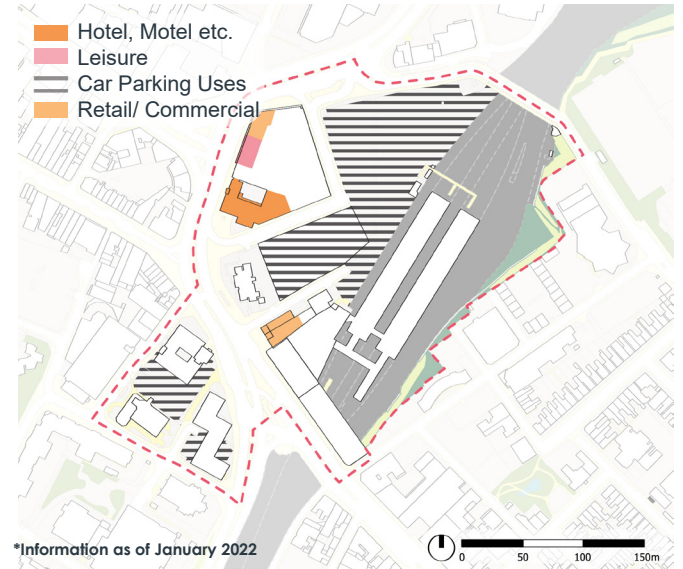 Hotel, Motel etc.
Leisure
Car Parking Uses
Retail/ Commercial
*Information as of January 2022
0 50 100 150m